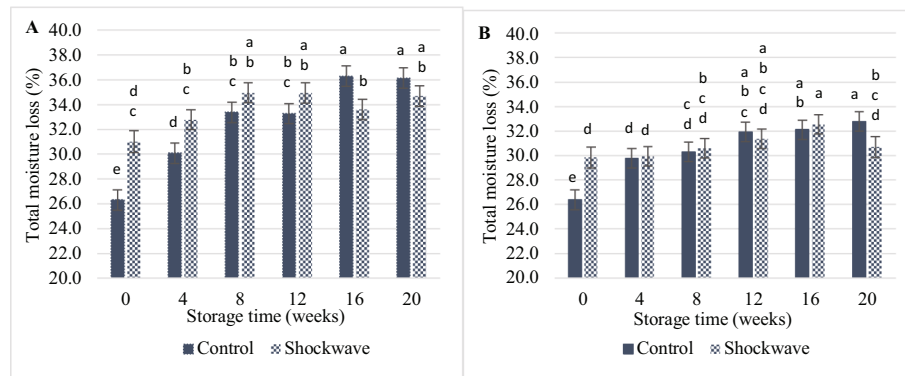 A
Total moisture loss (%)
40.0
38.0
36.0
34.0
32.0
30.0
28.0
26.0
24.0
22.0
20.0
e
d
c
d
b
c
b
c
a
b
b
c
a
b
a
b
a
a
b
0 4 8 12 16 20
Storage time (weeks)
Control Shockwave
B
Total moisture loss (%)
40.0
38.0
36.0
34.0
32.0
30.0
28.0
26.0
24.0
22.0
20.0
e
d
d
d
c
d
b
c
d
a
b
c
a
b
c
d
a
b
a
a
b
c
d
0 4 8 12 16 20
Storage time (weeks)
Control Shockwave